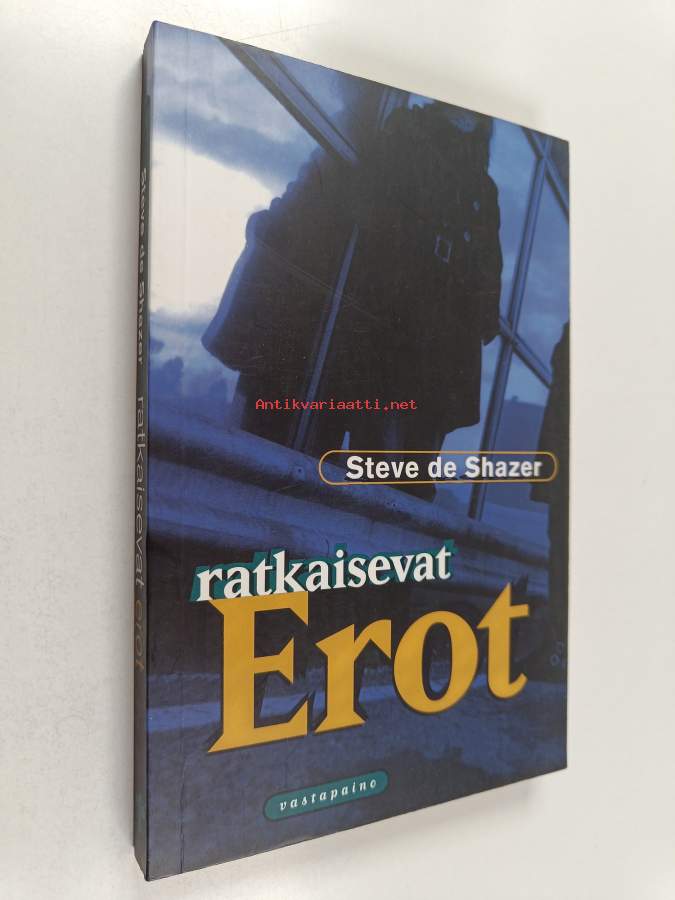 Steve de Shazer ratkaisevat erot
Antikvariaatti.net
Steve de Shazer
ratkaisevat
Erot
vastapaino